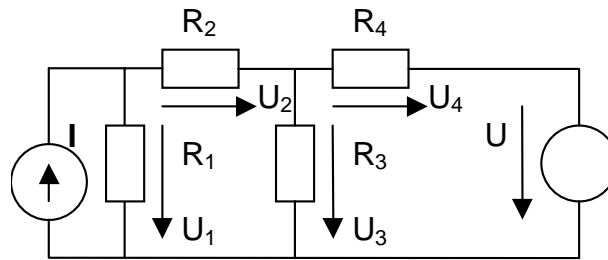 R₂ R₄
U₂ U₄
I R₁ R₃ U
U₁ U₃